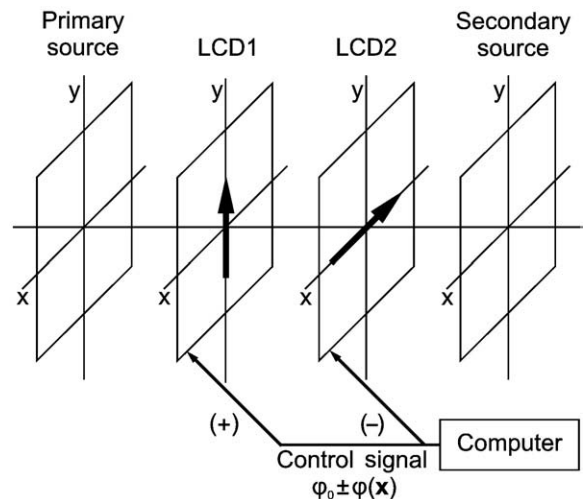 Primary
source
LCD1
LCD2
Secondary
source
y
y
y
y
x
x
x
x
(+)
(–)
Computer
Control signal
φ₀±φ(x)